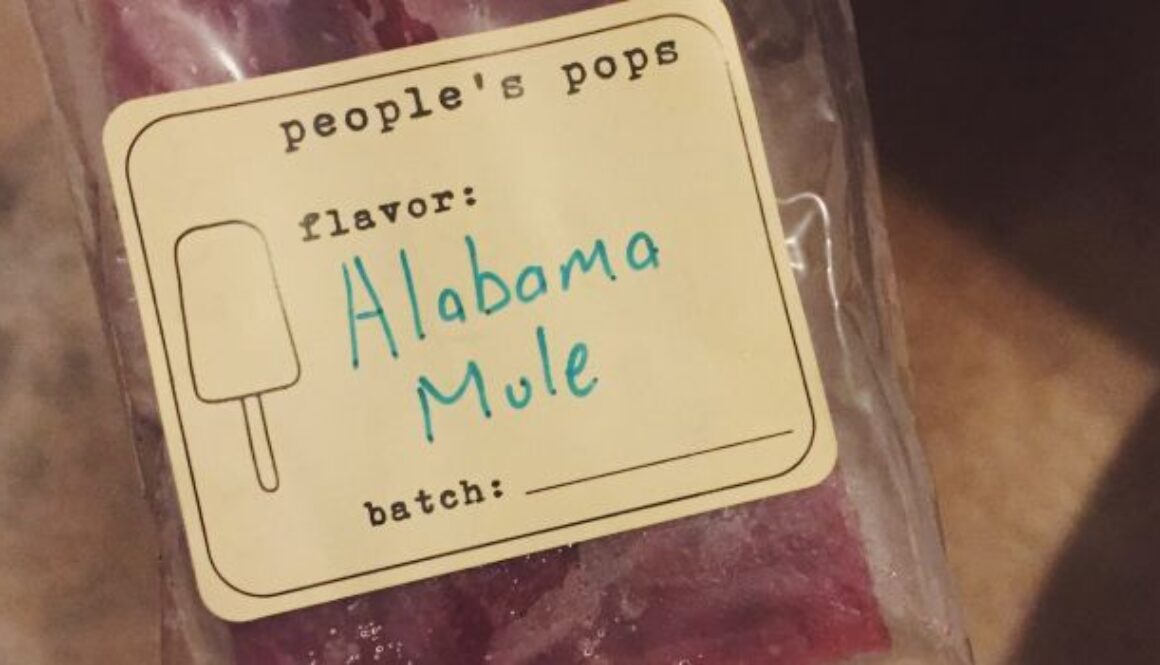 people's pops
flavor:
Alabama
Mule
batch: